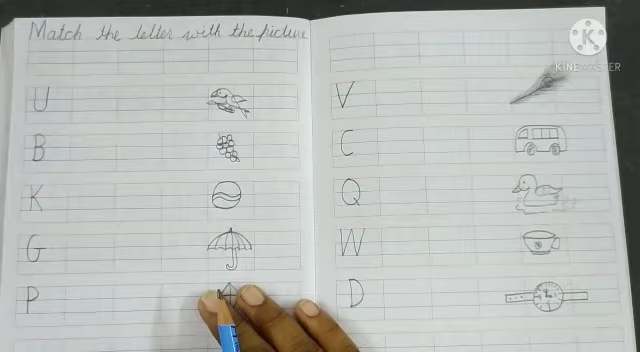 Match the letter with the picture
U
B
K
G
P
V
C
Q
W
D
K
KINEMASTER